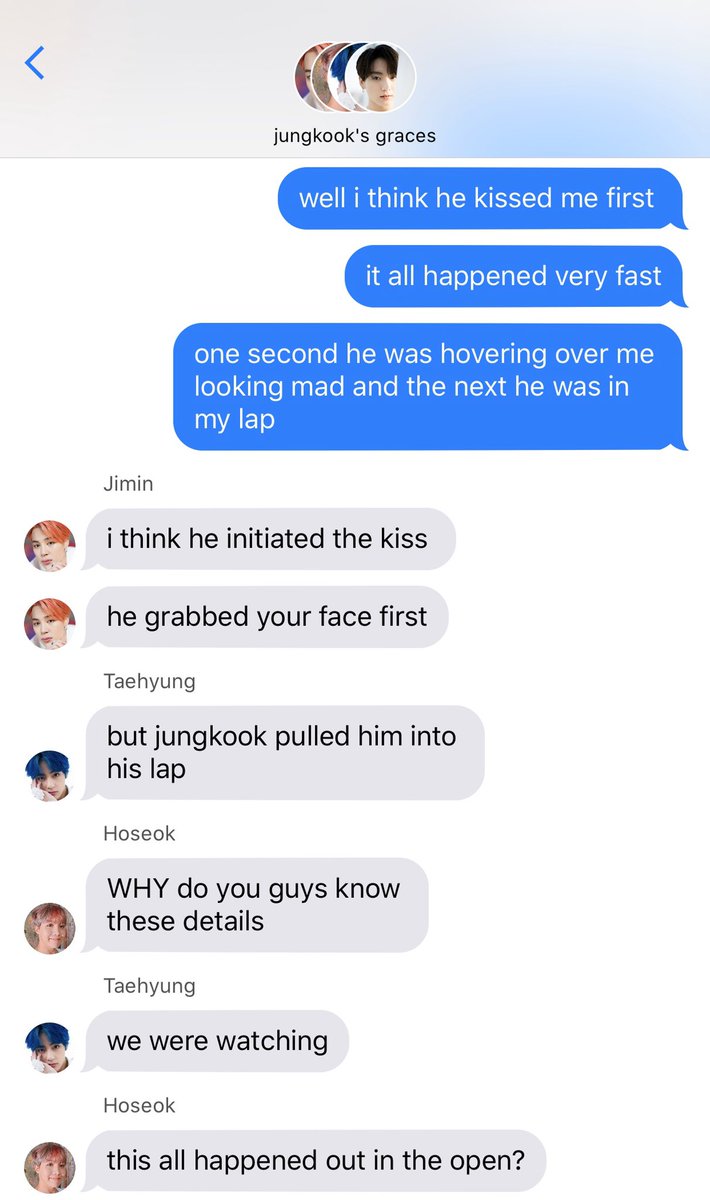 jungkook's graces
well i think he kissed me first
it all happened very fast
one second he was hovering over me
looking mad and the next he was in
my lap
Jimin
i think he initiated the kiss
he grabbed your face first
Taehyung
but jungkook pulled him into
his lap
Hoseok
WHY do you guys know
these details
Taehyung
we were watching
Hoseok
this all happened out in the open?